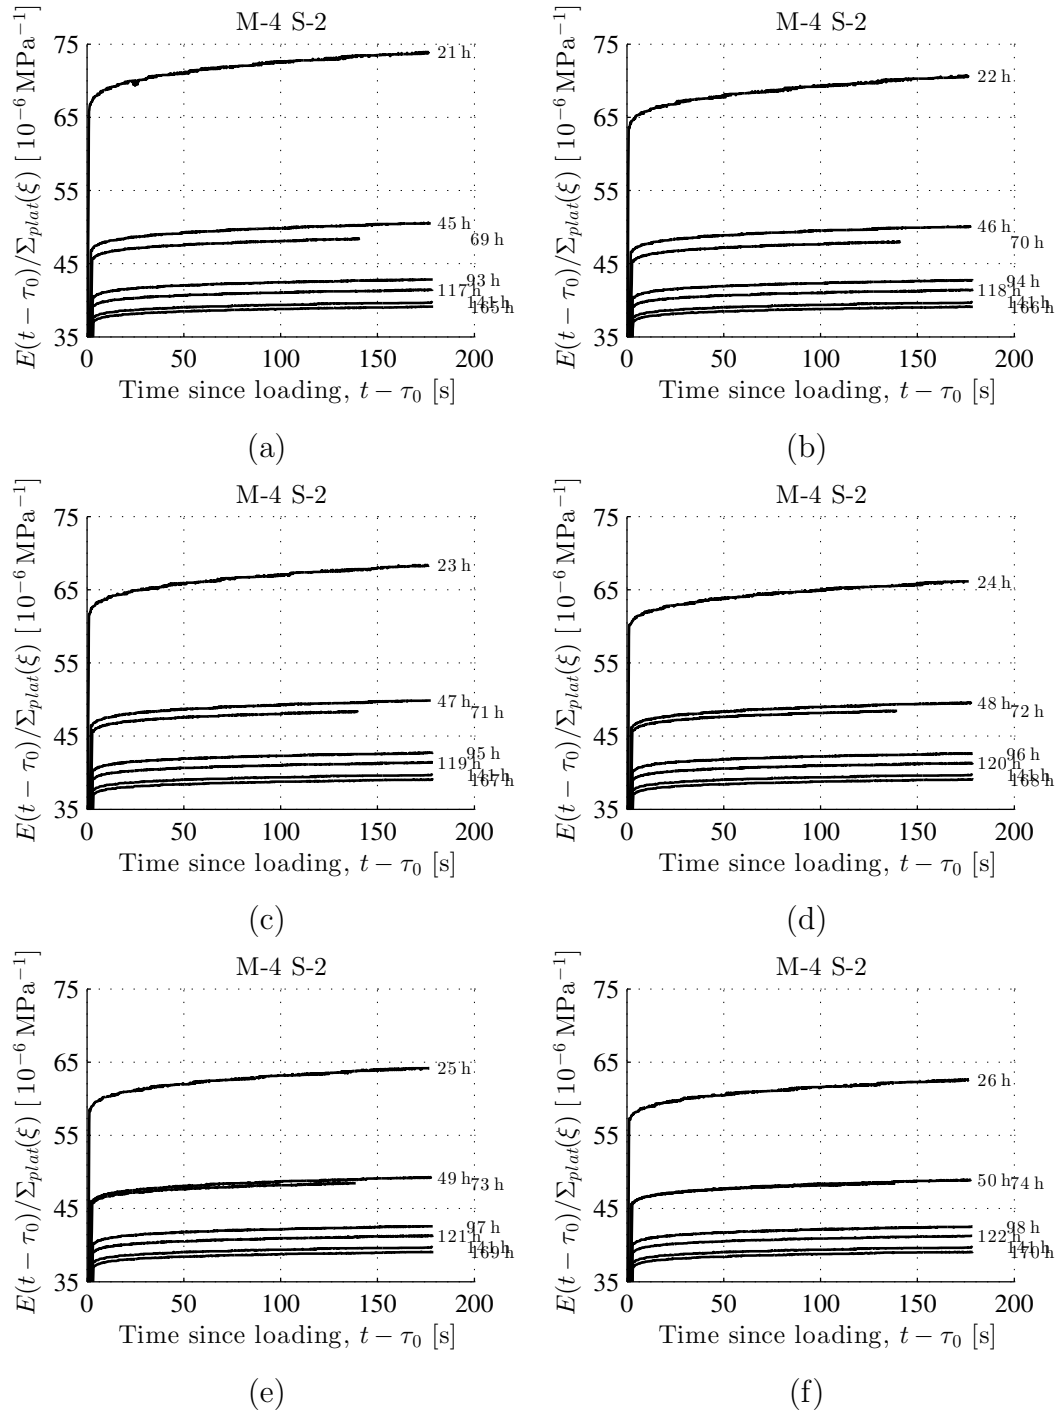 M-4 S-2
E(t − τ₀)/Σplat(ξ) [10⁻⁶ MPa⁻¹]
75
65
55
45
35
21 h
45 h
69 h
93 h
117 h
141 h
165 h
0 50 100 150 200
Time since loading, t − τ₀ [s]
(a)
M-4 S-2
E(t − τ₀)/Σplat(ξ) [10⁻⁶ MPa⁻¹]
75
65
55
45
35
22 h
46 h
70 h
94 h
118 h
141 h
166 h
0 50 100 150 200
Time since loading, t − τ₀ [s]
(b)
M-4 S-2
E(t − τ₀)/Σplat(ξ) [10⁻⁶ MPa⁻¹]
75
65
55
45
35
23 h
47 h
71 h
95 h
119 h
141 h
167 h
0 50 100 150 200
Time since loading, t − τ₀ [s]
(c)
M-4 S-2
E(t − τ₀)/Σplat(ξ) [10⁻⁶ MPa⁻¹]
75
65
55
45
35
24 h
48 h
72 h
96 h
120 h
141 h
168 h
0 50 100 150 200
Time since loading, t − τ₀ [s]
(d)
M-4 S-2
E(t − τ₀)/Σplat(ξ) [10⁻⁶ MPa⁻¹]
75
65
55
45
35
25 h
49 h
73 h
97 h
121 h
141 h
169 h
0 50 100 150 200
Time since loading, t − τ₀ [s]
(e)
M-4 S-2
E(t − τ₀)/Σplat(ξ) [10⁻⁶ MPa⁻¹]
75
65
55
45
35
26 h
50 h
74 h
98 h
122 h
141 h
170 h
0 50 100 150 200
Time since loading, t − τ₀ [s]
(f)